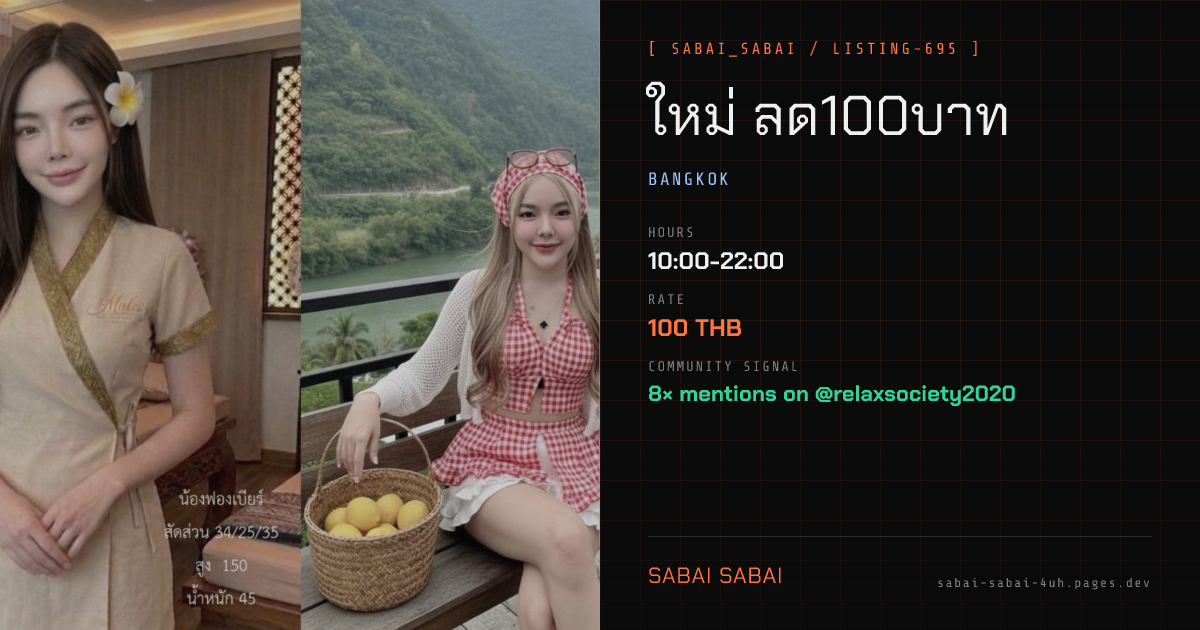 [ SABAI_SABAI / LISTING-695 ]
ใหม่ ลด100บาท
BANGKOK
HOURS
10:00-22:00
RATE
100 THB
COMMUNITY SIGNAL
8× mentions on @relaxsociety2020
น้องฟองเบียร์
สัดส่วน 34/25/35
สูง 150
น้ำหนัก 45
SABAI SABAI
sabai-sabai-4uh.pages.dev